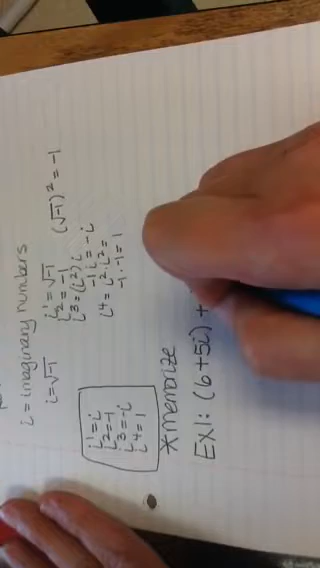 i = imaginary numbers
i = √-1
i¹ = √-1
i² = -1
(√-1)² = -1
i³ = (i²) i
-1 i = -i
i⁴ = i² · i² =
-1 · -1 = 1
i¹ = i
i² = -1
i³ = -i
i⁴ = 1
*memorize
EX1: (6+5i) +